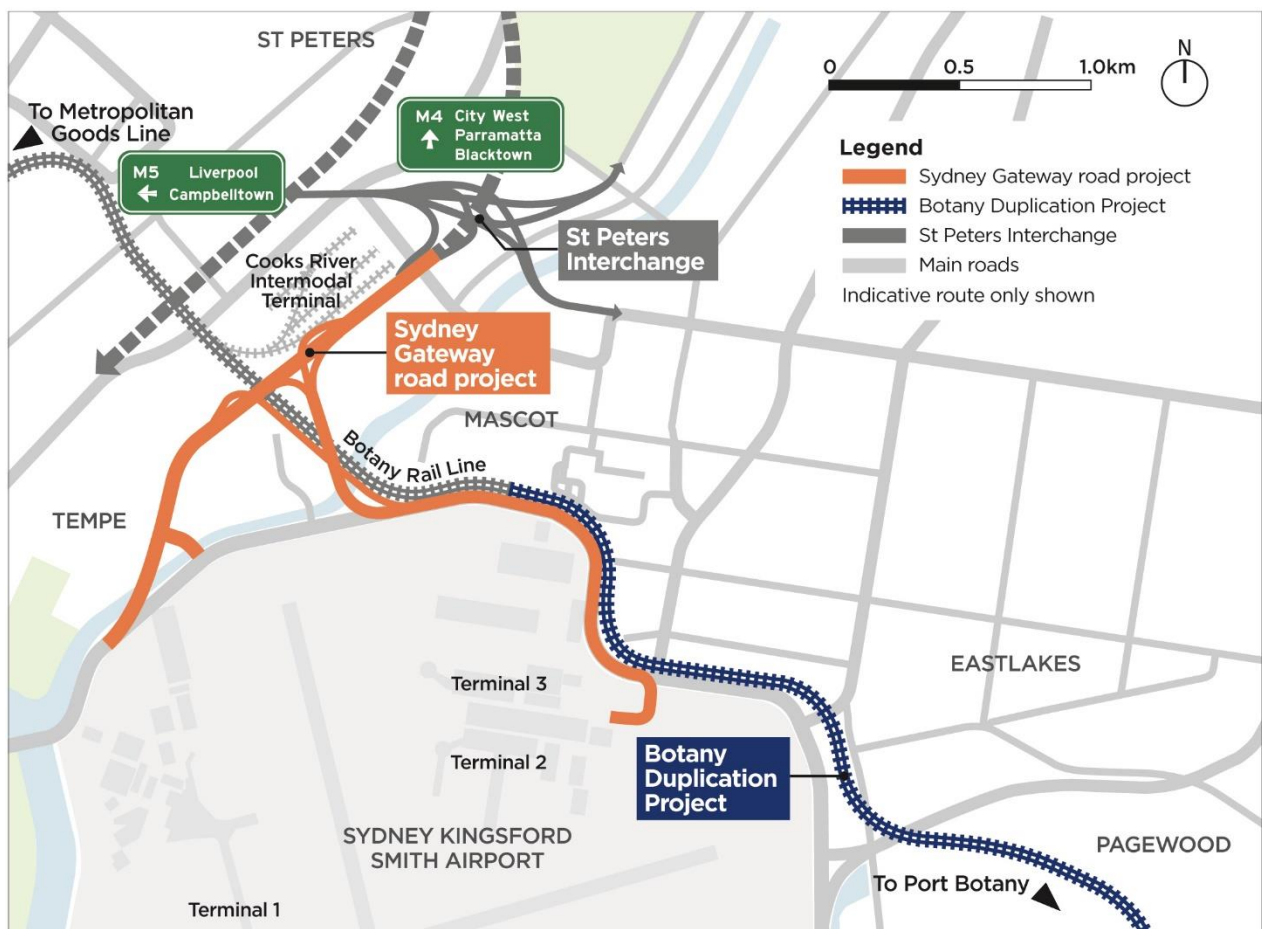 ST PETERS
To Metropolitan
Goods Line
M5 Liverpool
Campbelltown
M4 City West
Parramatta
Blacktown
0 0.5 1.0km
N
Legend
Sydney Gateway road project
Botany Duplication Project
St Peters Interchange
Main roads
Indicative route only shown
St Peters
Interchange
Cooks River
Intermodal
Terminal
Sydney
Gateway
road project
MASCOT
Botany Rail Line
TEMPE
EASTLAKES
Terminal 3
Terminal 2
Botany
Duplication
Project
SYDNEY KINGSFORD
SMITH AIRPORT
PAGEWOOD
To Port Botany
Terminal 1